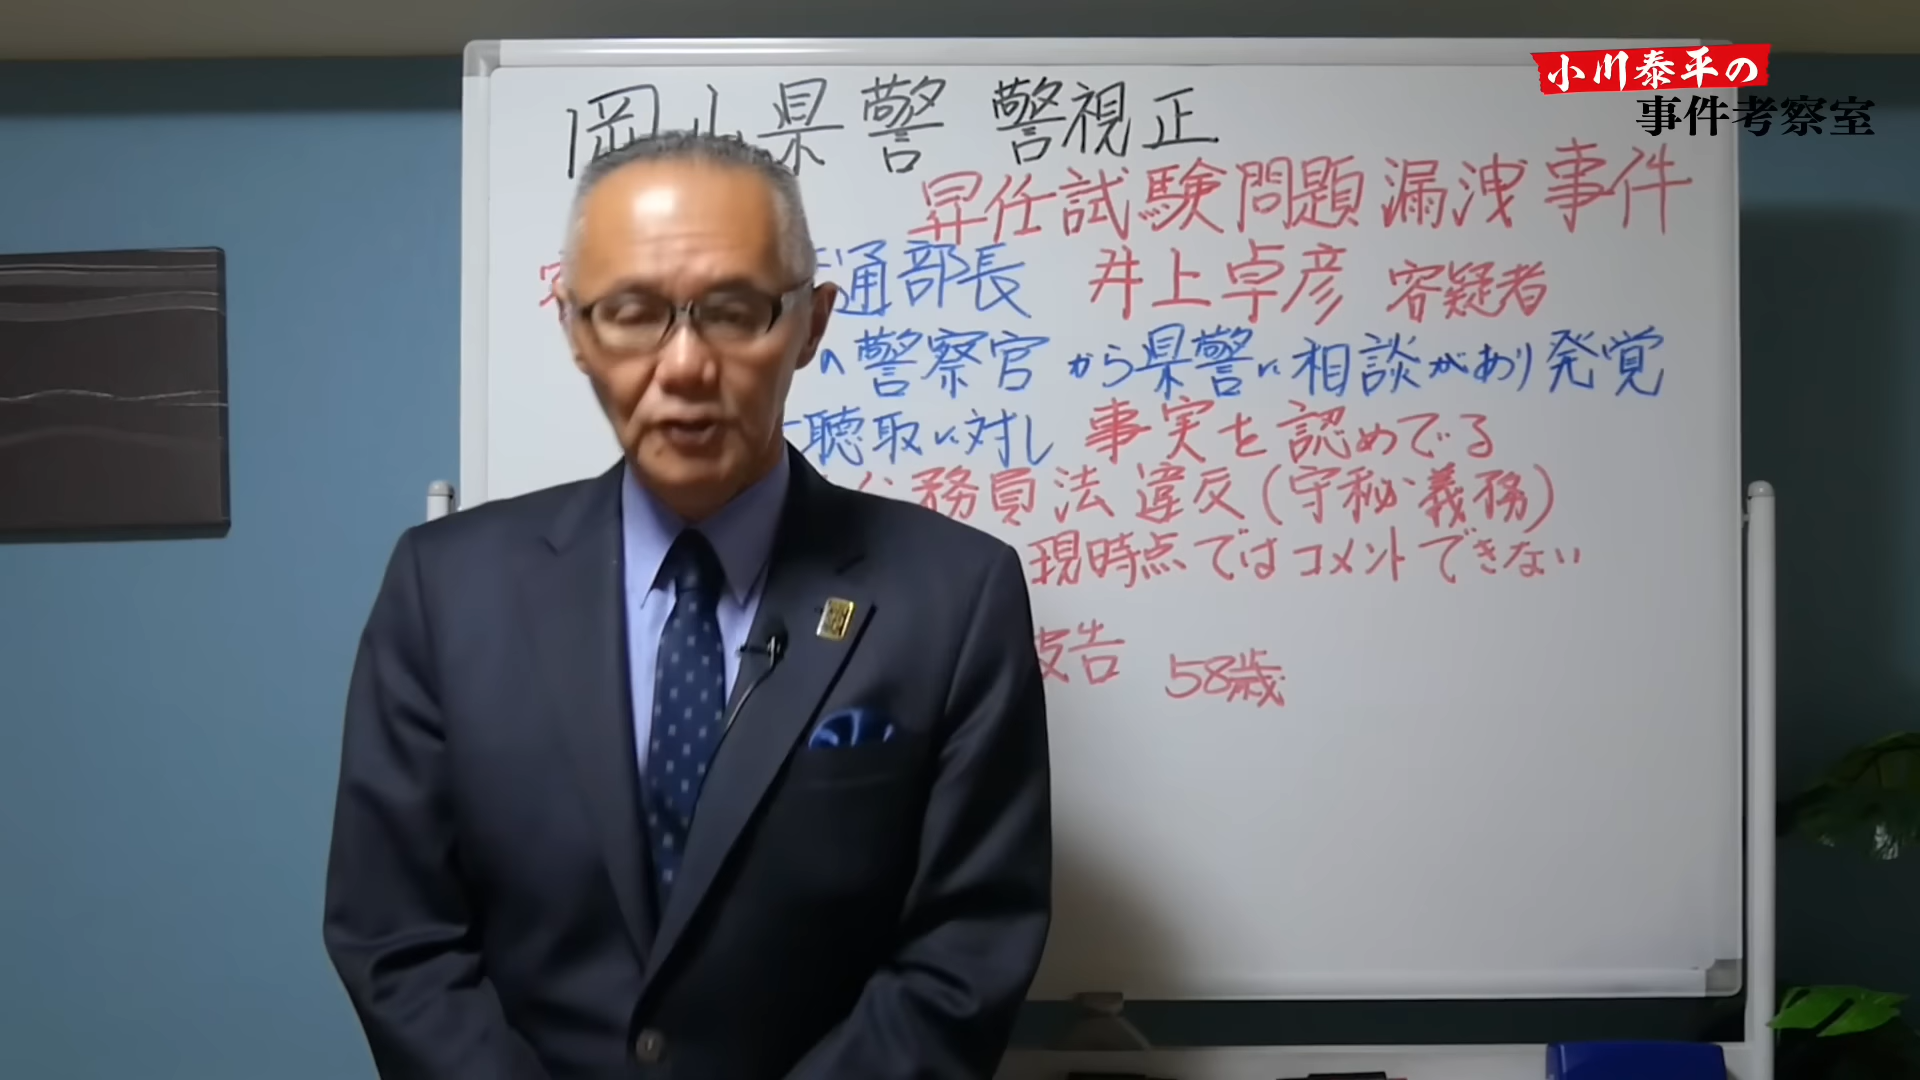 小川泰平の
事件考察室
岡山県警 警視正
昇任試験問題漏洩事件
通部長 井上卓彦 容疑者
の警察官から県警に相談があり発覚
聴取に対し 事実を認めてる
公務員法違反(守秘義務)
現時点ではコメントできない
被告 58歳